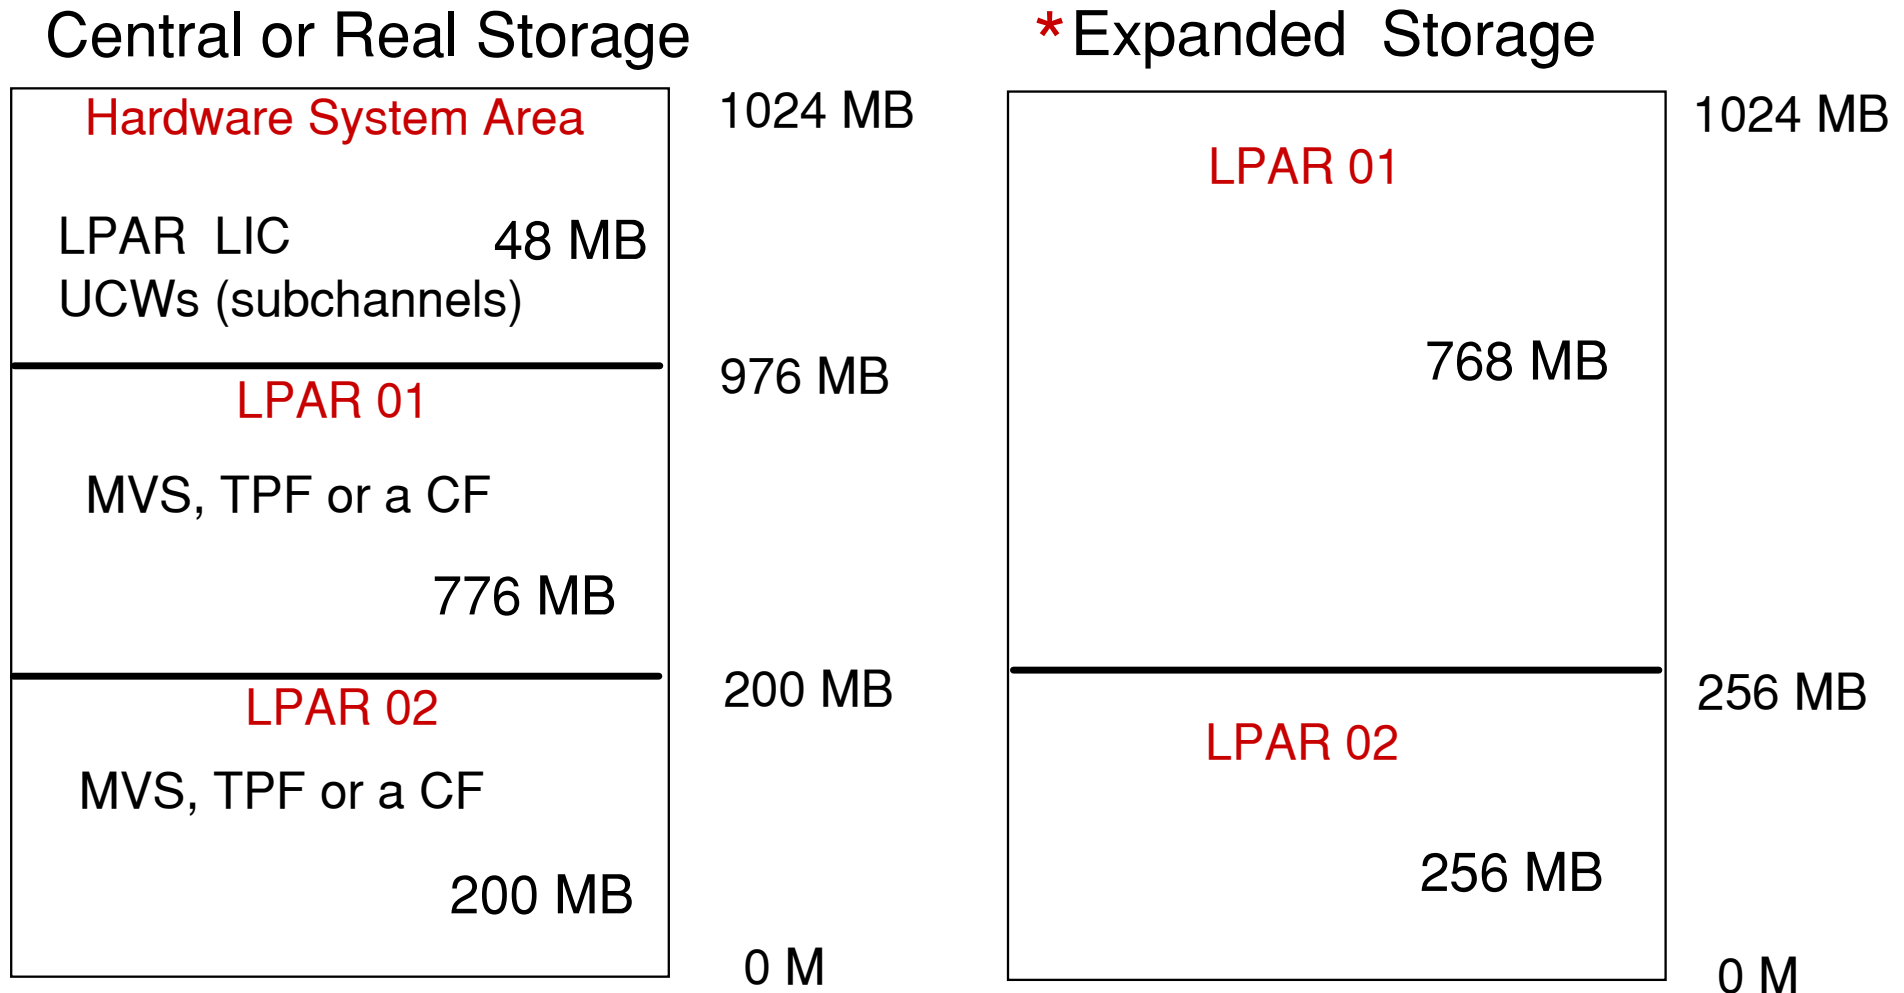 Central or Real Storage
Hardware System Area
1024 MB
LPAR LIC 48 MB
UCWs (subchannels)
976 MB
LPAR 01
MVS, TPF or a CF
776 MB
200 MB
LPAR 02
MVS, TPF or a CF
200 MB
0 M
*Expanded Storage
1024 MB
LPAR 01
768 MB
256 MB
LPAR 02
256 MB
0 M